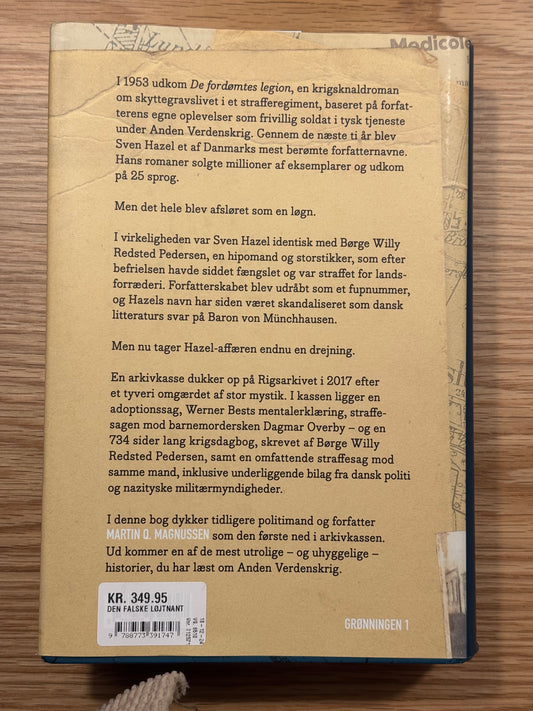 Medicole
I 1953 udkom De fordømtes legion, en krigsknaldroman
om skyttegravslivet i et strafferegiment, baseret på forfat-
terens egne oplevelser som frivillig soldat i tysk tjeneste
under Anden Verdenskrig. Gennem de næste ti år blev
Sven Hazel et af Danmarks mest berømte forfatternavne.
Hans romaner solgte millioner af eksemplarer og udkom
på 25 sprog.
Men det hele blev afsløret som en løgn.
I virkeligheden var Sven Hazel identisk med Børge Willy
Redsted Pedersen, en hipomand og storstikker, som efter
befrielsen havde siddet fængslet og var straffet for lands-
forræderi. Forfatterskabet blev udråbt som et fupnummer,
og Hazels navn har siden været skandaliseret som dansk
litteraturs svar på Baron von Münchhausen.
Men nu tager Hazel-affæren endnu en drejning.
En arkivkasse dukker op på Rigsarkivet i 2017 efter
et tyveri omgærdet af stor mystik. I kassen ligger en
adoptionssag, Werner Bests mentalerklæring, straffe-
sagen mod barnemordersken Dagmar Overby – og en
734 sider lang krigsdagbog, skrevet af Børge Willy
Redsted Pedersen, samt en omfattende straffesag mod
samme mand, inklusive underliggende bilag fra dansk politi
og nazityske militærmyndigheder.
I denne bog dykker tidligere politimand og forfatter
MARTIN Q. MAGNUSSEN som den første ned i arkivkassen.
Ud kommer en af de mest utrolige – og uhyggelige –
historier, du har læst om Anden Verdenskrig.
KR. 349.95
DEN FALSKE LØJTNANT
9 788773 391747
18-12-24
GRØNNINGEN 1